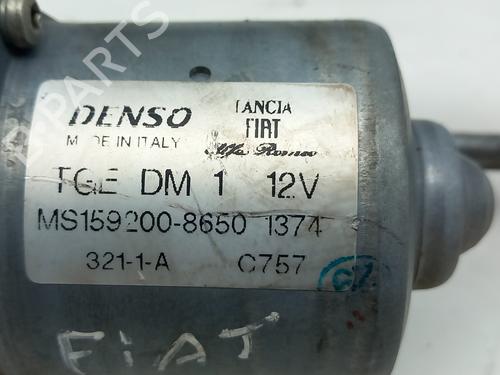 DENSO
LANCIA
FIAT
MADE IN ITALY
Alfa Romeo
TGE DM 1 12V
MS159200-8650 1374
321-1-A C757
FIAT
B-PARTS